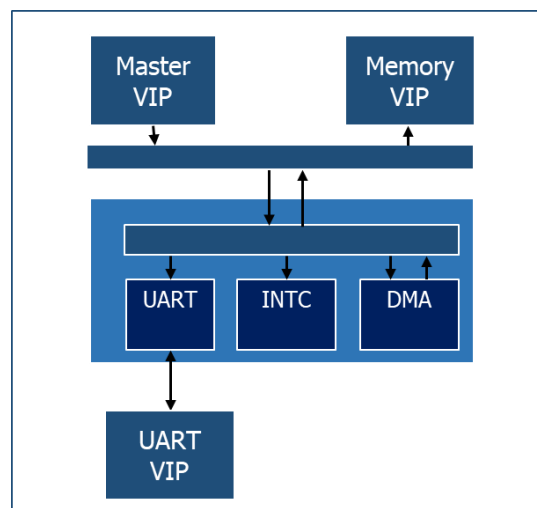 Master
VIP
Memory
VIP
UART
INTC
DMA
UART
VIP